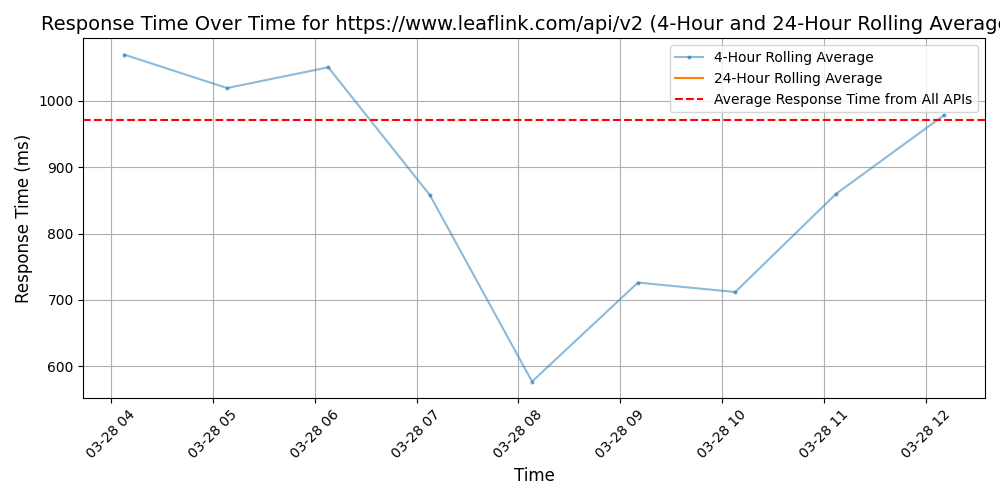 Response Time Over Time for https://www.leaflink.com/api/v2 (4-Hour and 24-Hour Rolling Average
4-Hour Rolling Average
24-Hour Rolling Average
Average Response Time from All APIs
Response Time (ms)
1000
900
800
700
600
03-28 04
03-28 05
03-28 06
03-28 07
03-28 08
03-28 09
03-28 10
03-28 11
03-28 12
Time